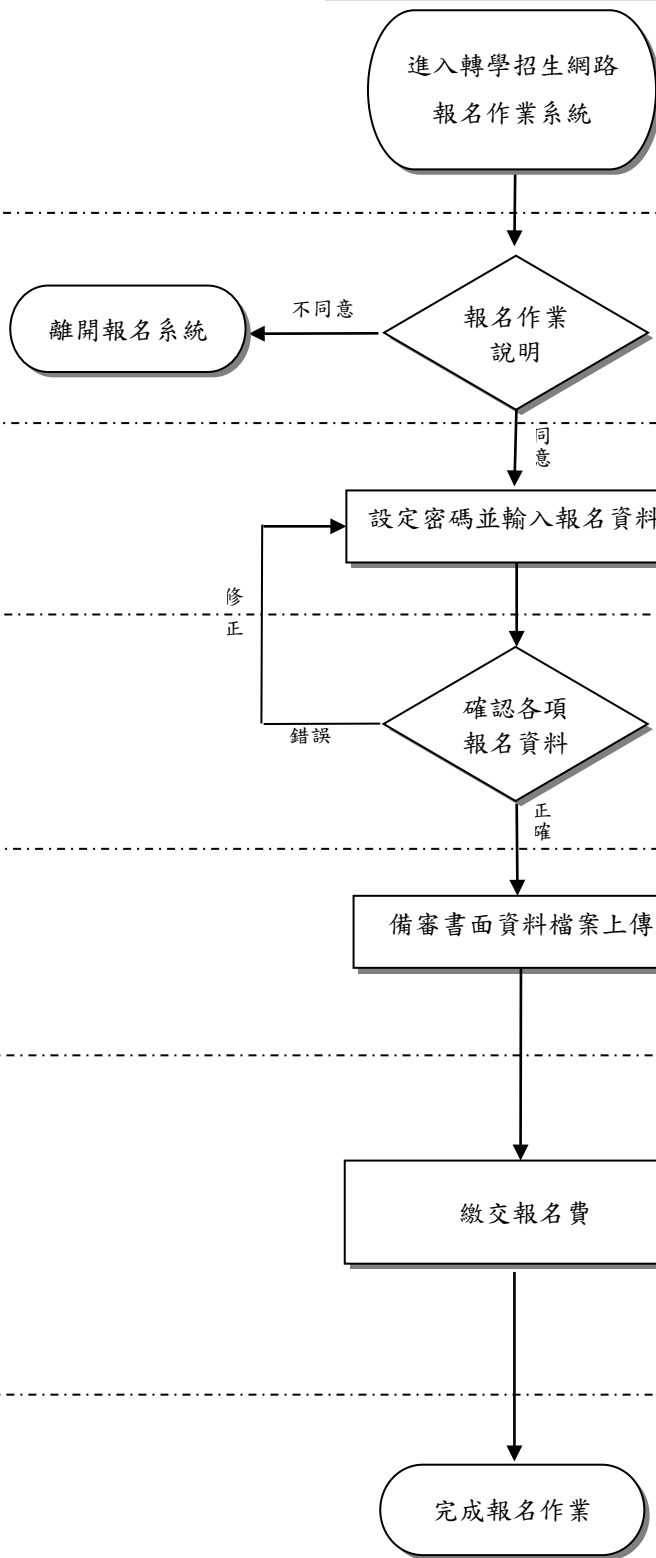 進入轉學招生網路
報名作業系統
不同意
離開報名系統
報名作業
說明
同
意
設定密碼並輸入報名資料
修
正
確認各項
報名資料
錯誤
正
確
備審書面資料檔案上傳
繳交報名費
完成報名作業